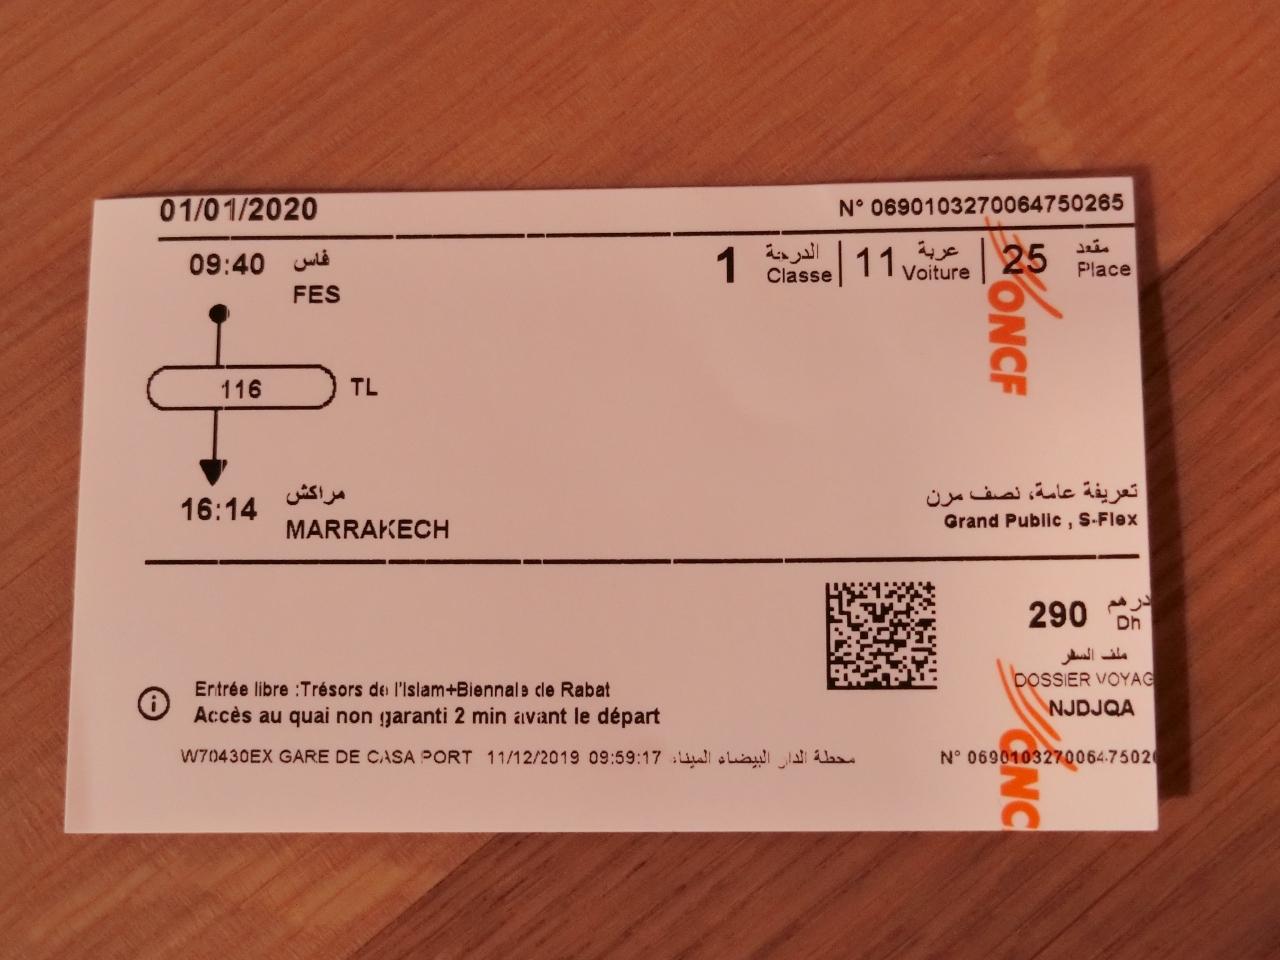 01/01/2020
N° 0690103270064750265
09:40 فاس
FES
1 الدرجة Classe
11 عربة Voiture
25 مقعد Place
ONCF
116 TL
16:14 مراكش
MARRAKECH
تعريفة عامة، نصف مرن
Grand Public , S-Flex
290 درهم Dh
ملف السفر
DOSSIER VOYAG
NJDJQA
Entrée libre :Trésors de l'Islam+Biennale de Rabat
Accès au quai non garanti 2 min avant le départ
W70430EX GARE DE CASA PORT 11/12/2019 09:59:17 محطة الدار البيضاء الميناء
N° 069010327006475026
ONC